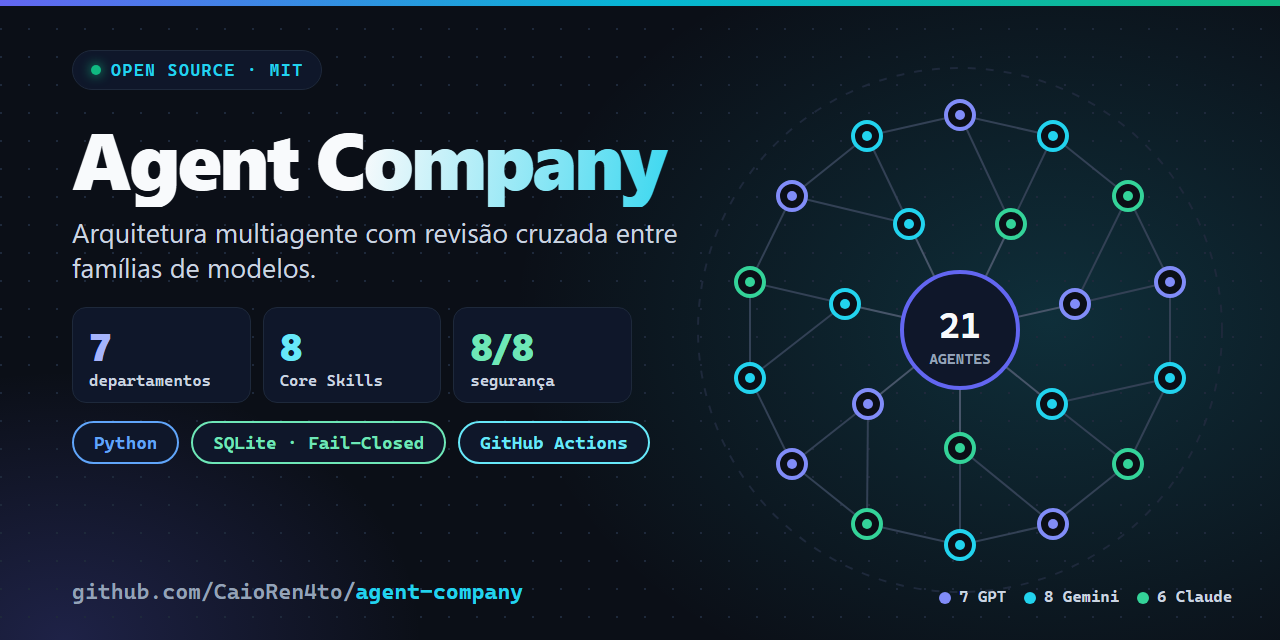 OPEN SOURCE · MIT
Agent Company
Arquitetura multiagente com revisão cruzada entre
famílias de modelos.
7
departamentos
8
Core Skills
8/8
segurança
Python
SQLite · Fail-Closed
GitHub Actions
21
AGENTES
github.com/CaioRen4to/agent-company
7 GPT
8 Gemini
6 Claude